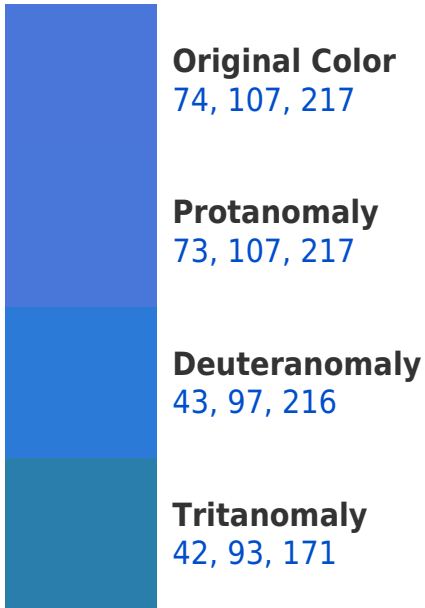 Original Color
74, 107, 217
Protanomaly
73, 107, 217
Deuteranomaly
43, 97, 216
Tritanomaly
42, 93, 171